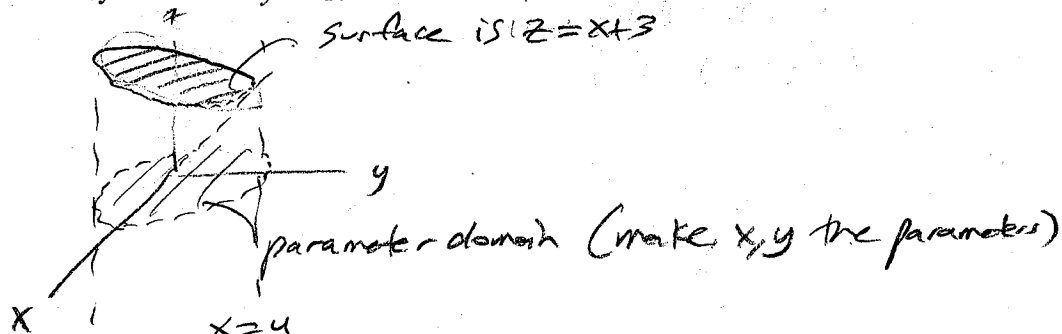 z
surface is z=x+3
y
parameter domain (make x,y the parameters)
x
x=u